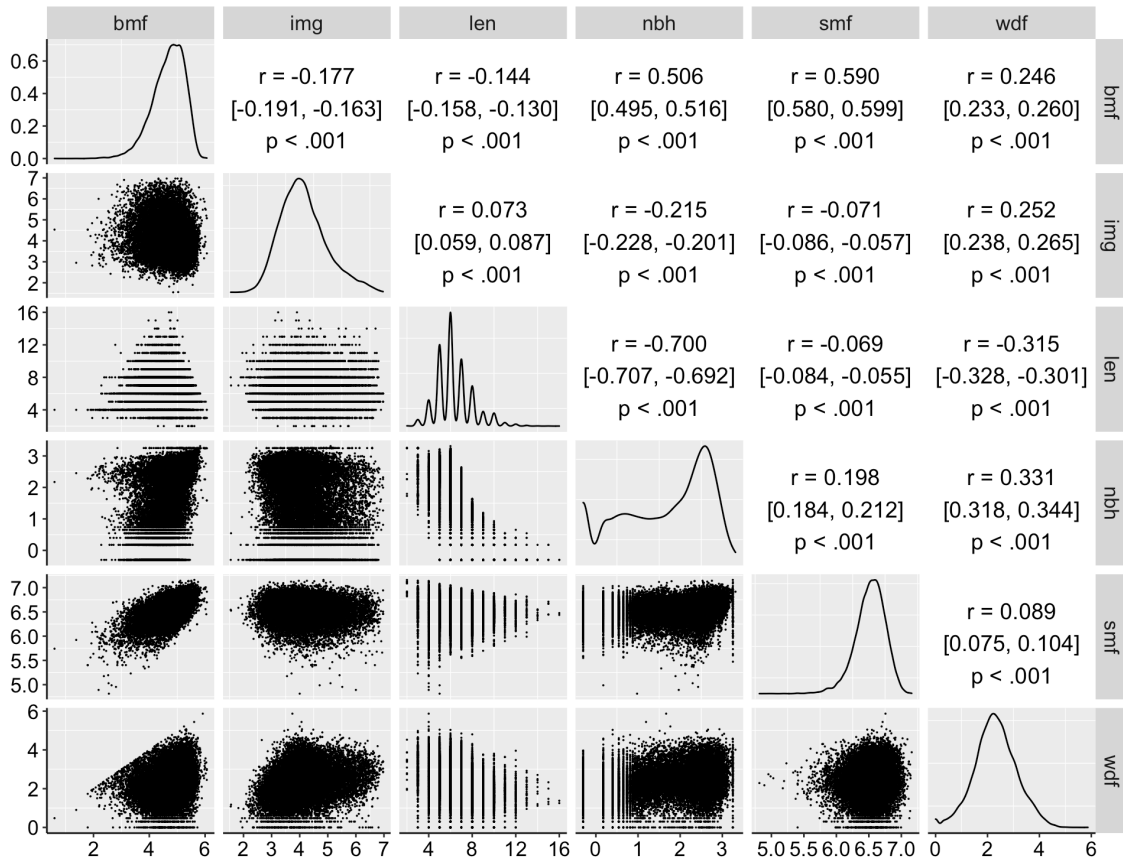 bmf img len nbh smf wdf
0.6
0.4
0.2
0.0
r = -0.177
[-0.191, -0.163]
p < .001
r = -0.144
[-0.158, -0.130]
p < .001
r = 0.506
[0.495, 0.516]
p < .001
r = 0.590
[0.580, 0.599]
p < .001
r = 0.246
[0.233, 0.260]
p < .001
bmf
7
6
5
4
3
2
r = 0.073
[0.059, 0.087]
p < .001
r = -0.215
[-0.228, -0.201]
p < .001
r = -0.071
[-0.086, -0.057]
p < .001
r = 0.252
[0.238, 0.265]
p < .001
img
16
12
8
4
r = -0.700
[-0.707, -0.692]
p < .001
r = -0.069
[-0.084, -0.055]
p < .001
r = -0.315
[-0.328, -0.301]
p < .001
len
3
2
1
0
r = 0.198
[0.184, 0.212]
p < .001
r = 0.331
[0.318, 0.344]
p < .001
nbh
7.0
6.5
6.0
5.5
5.0
r = 0.089
[0.075, 0.104]
p < .001
smf
6
4
2
0
wdf
2 4 6 2 3 4 5 6 7 4 8 12 16 0 1 2 3 5.0 5.5 6.0 6.5 7.0 0 2 4 6